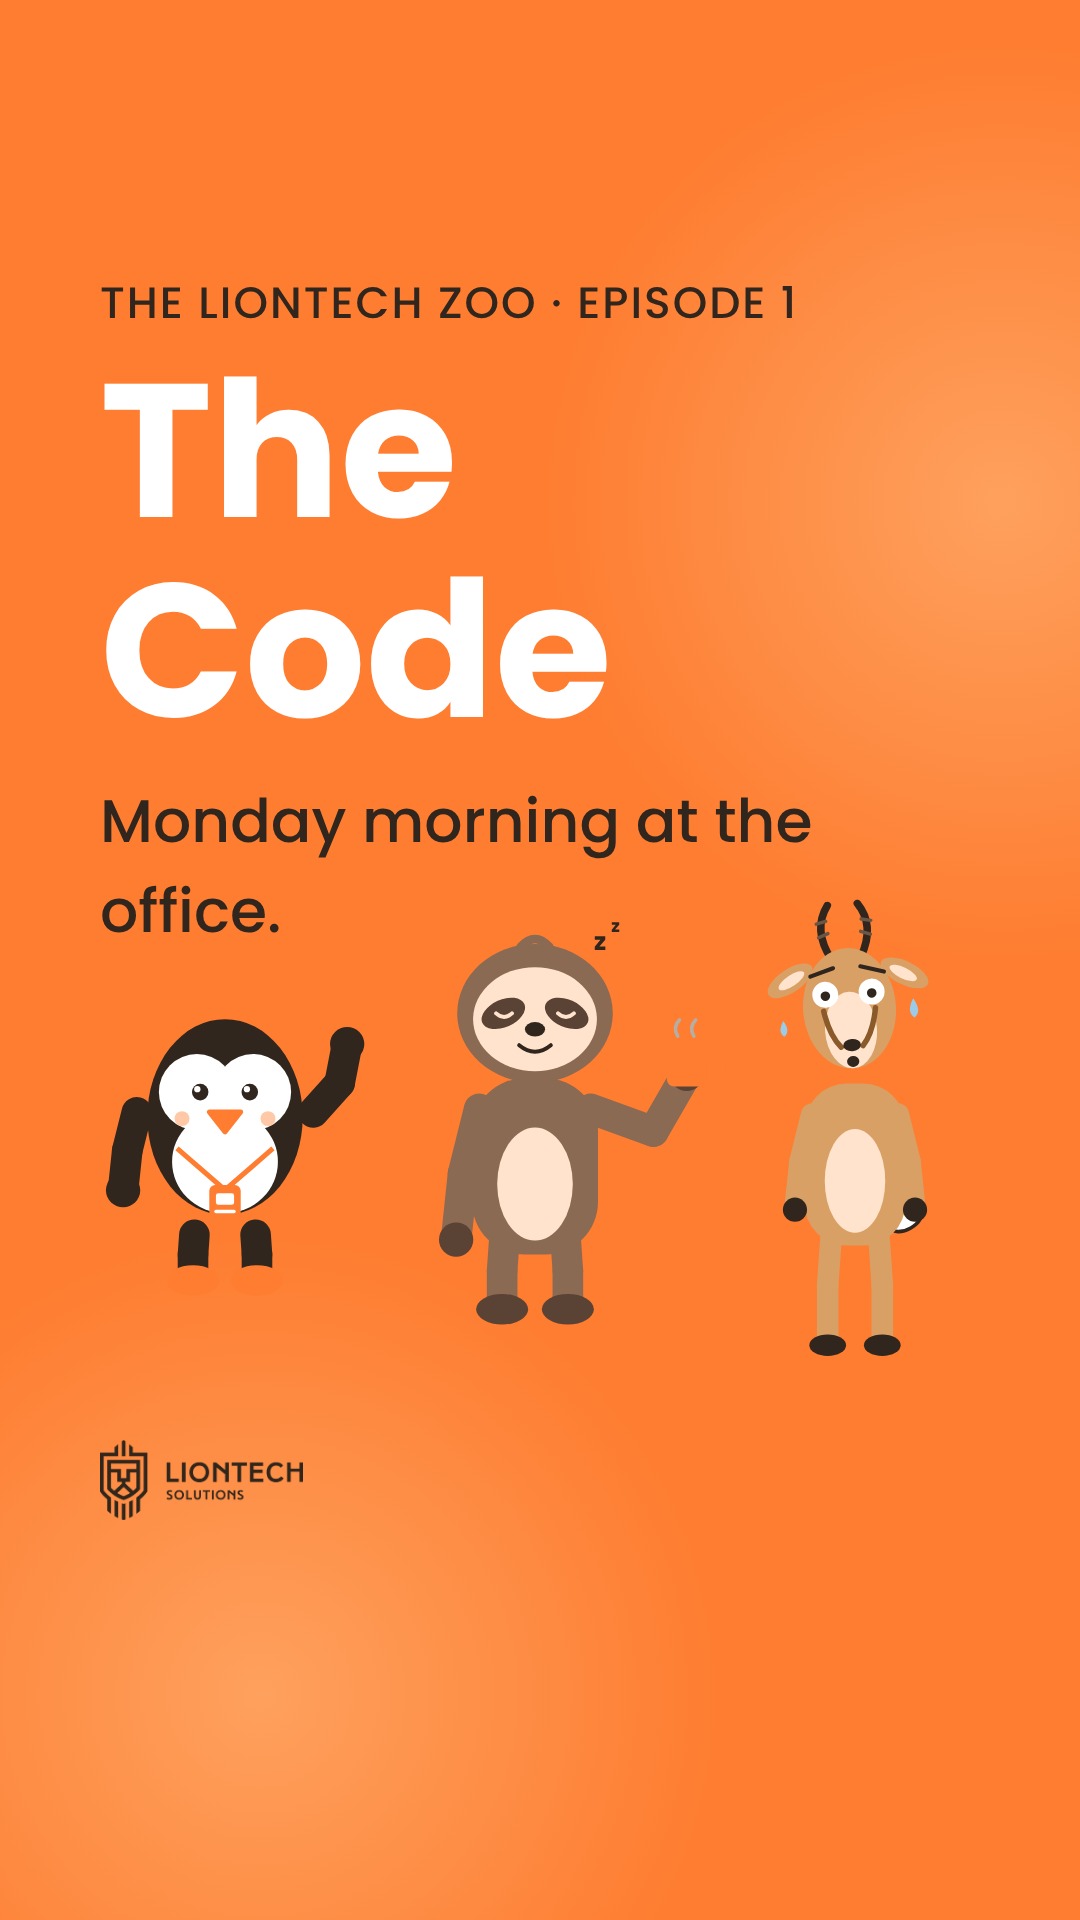 THE LIONTECH ZOO · EPISODE 1
The
Code
Monday morning at the
office.
z z
LIONTECH
SOLUTIONS